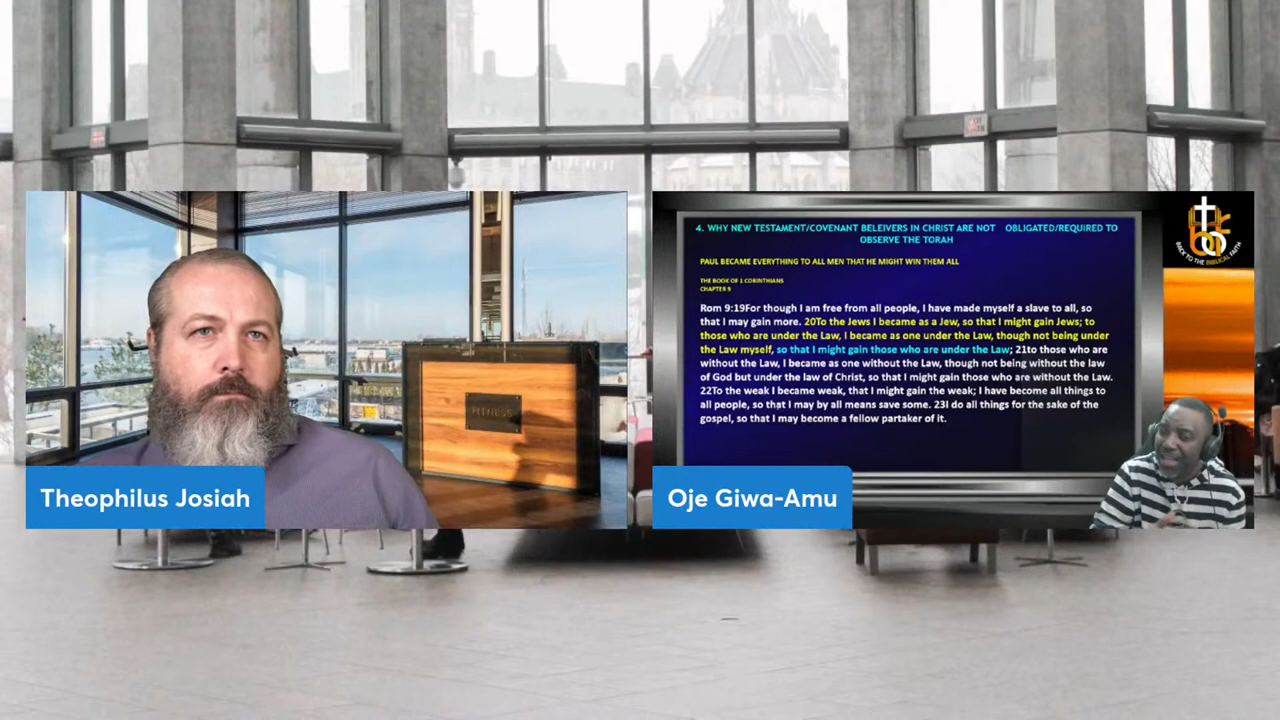 4. WHY NEW TESTAMENT/COVENANT BELEIVERS IN CHRIST ARE NOT OBLIGATED/REQUIRED TO
OBSERVE THE TORAH
PAUL BECAME EVERYTHING TO ALL MEN THAT HE MIGHT WIN THEM ALL
THE BOOK OF 1 CORINTHIANS
CHAPTER 9
Rom 9:19For though I am free from all people, I have made myself a slave to all, so
that I may gain more. 20To the Jews I became as a Jew, so that I might gain Jews; to
those who are under the Law, I became as one under the Law, though not being under
the Law myself, so that I might gain those who are under the Law; 21to those who are
without the Law, I became as one without the Law, though not being without the law
of God but under the law of Christ, so that I might gain those who are without the Law.
22To the weak I became weak, that I might gain the weak; I have become all things to
all people, so that I may by all means save some. 23I do all things for the sake of the
gospel, so that I may become a fellow partaker of it.
BACK TO THE BIBLICAL FAITH
Theophilus Josiah
Oje Giwa-Amu